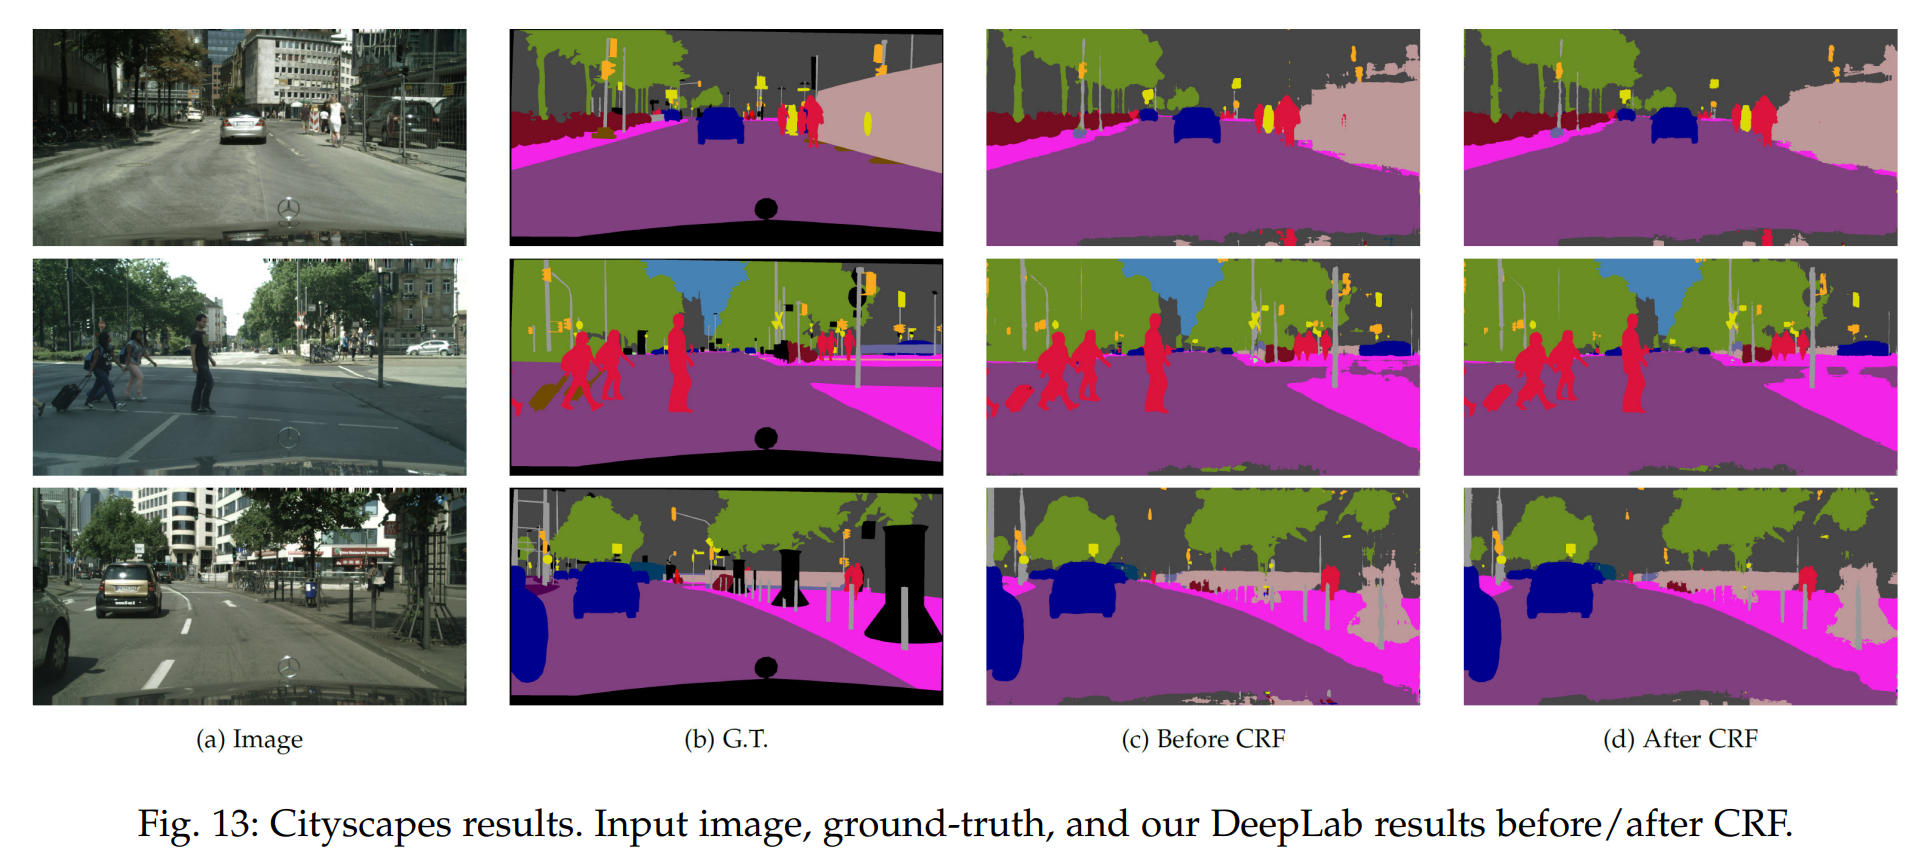 (a) Image
(b) G.T.
(c) Before CRF
(d) After CRF
Fig. 13: Cityscapes results. Input image, ground-truth, and our DeepLab results before/after CRF.